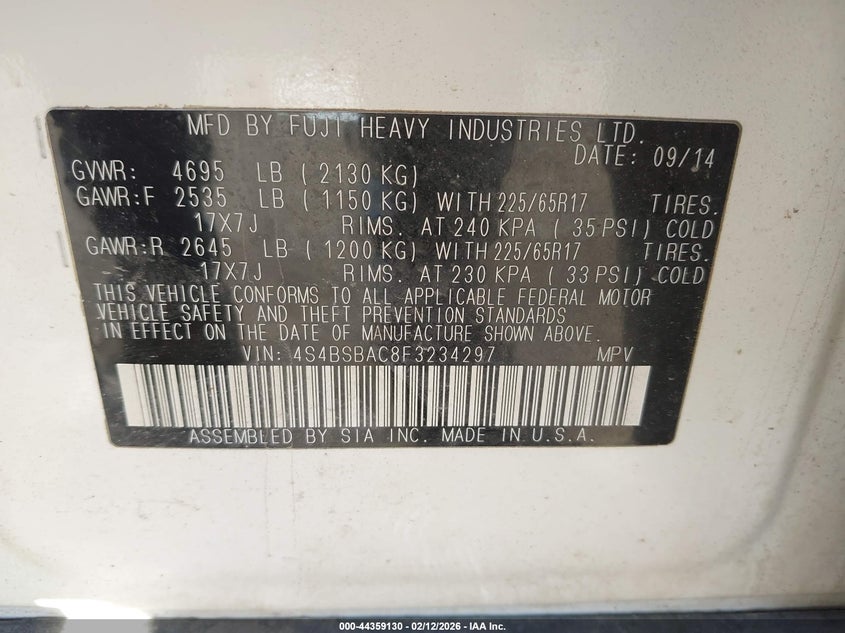 MFD BY FUJI HEAVY INDUSTRIES LTD.
DATE: 09/14
GVWR: 4695 LB ( 2130 KG)
GAWR:F 2535 LB ( 1150 KG) WITH 225/65R17 TIRES.
17X7J RIMS. AT 240 KPA ( 35 PSI) COLD
GAWR:R 2645 LB ( 1200 KG) WITH 225/65R17 TIRES.
17X7J RIMS. AT 230 KPA ( 33 PSI) COLD
THIS VEHICLE CONFORMS TO ALL APPLICABLE FEDERAL MOTOR
VEHICLE SAFETY AND THEFT PREVENTION STANDARDS
IN EFFECT ON THE DATE OF MANUFACTURE SHOWN ABOVE.
VIN: 4S4BSBAC8F3234297 MPV
ASSEMBLED BY SIA INC. MADE IN U.S.A.
000-44359130 - 02/12/2026 - IAA Inc.